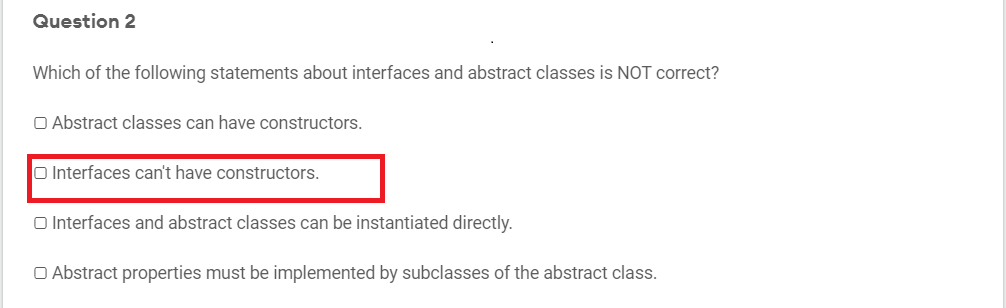 Question 2
Which of the following statements about interfaces and abstract classes is NOT correct?
Abstract classes can have constructors.
Interfaces can't have constructors.
Interfaces and abstract classes can be instantiated directly.
Abstract properties must be implemented by subclasses of the abstract class.